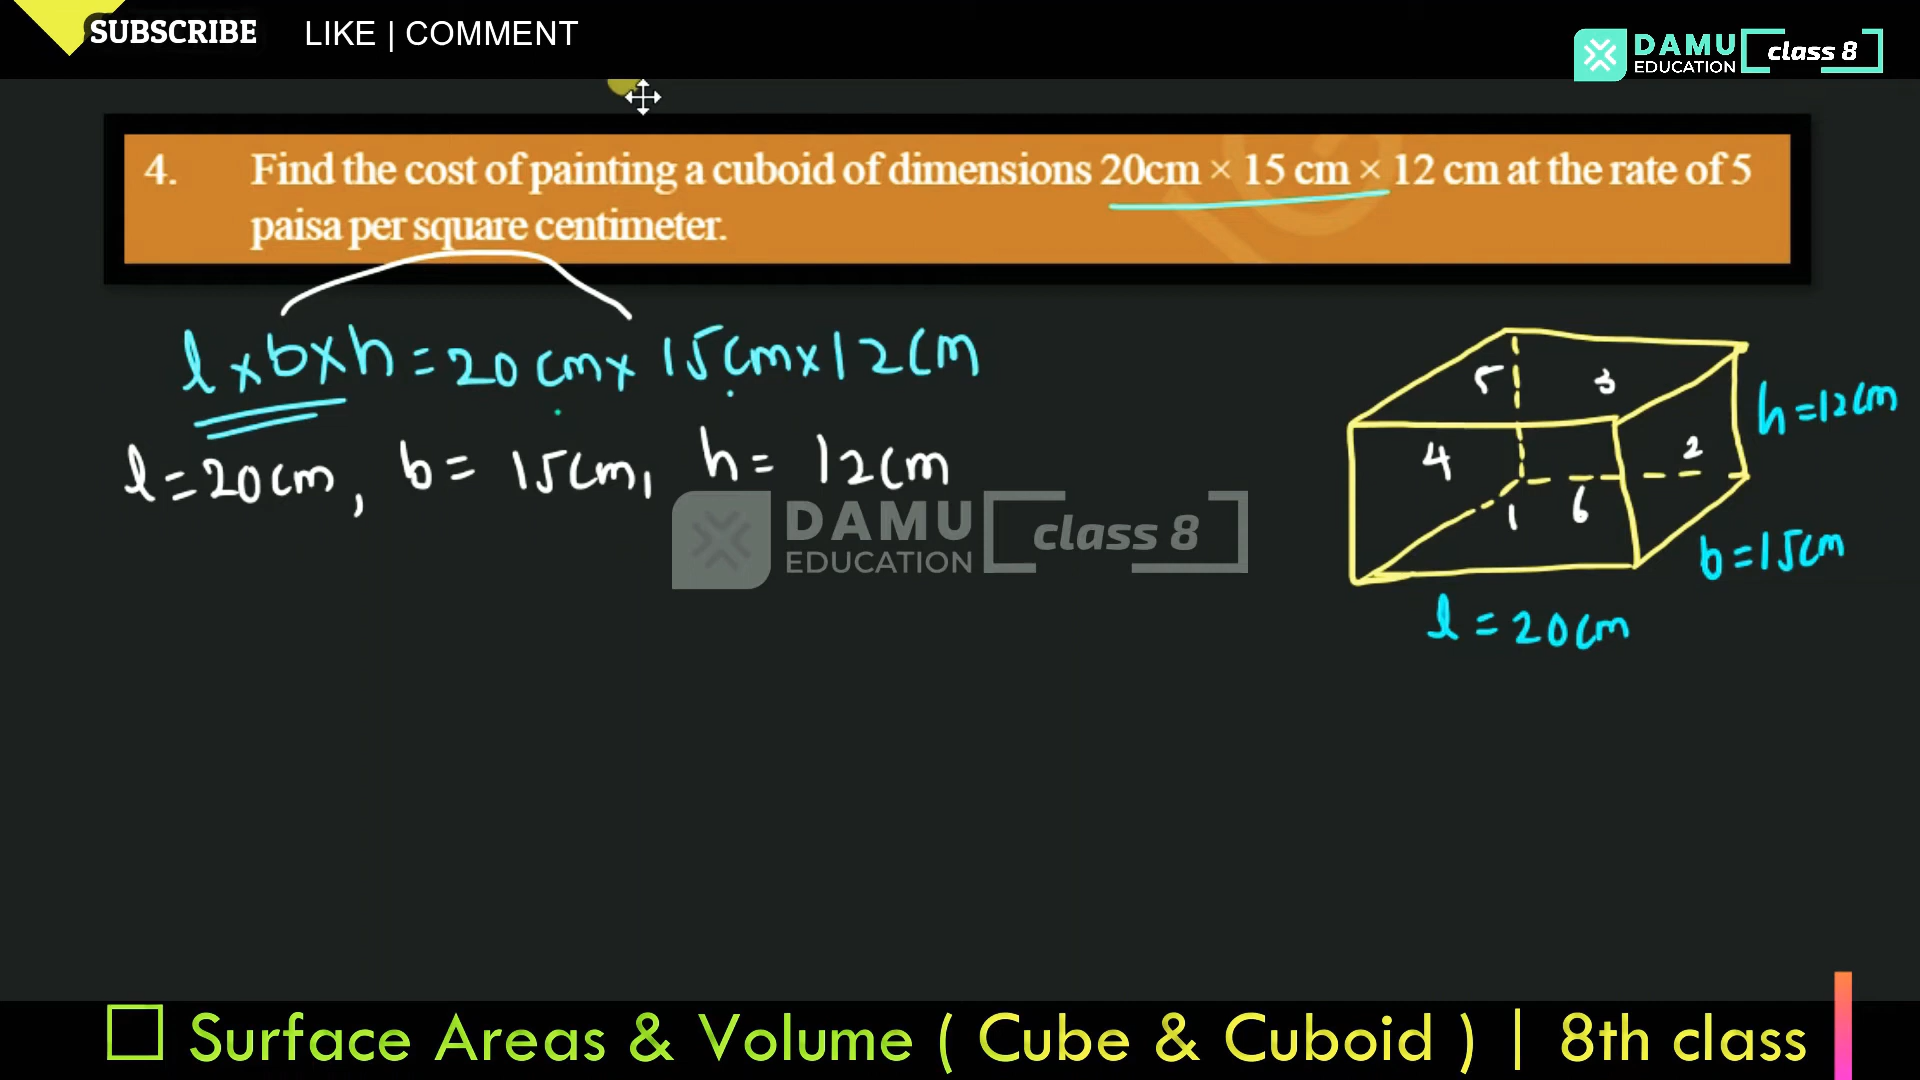 SUBSCRIBE LIKE | COMMENT
DAMU EDUCATION class 8
4. Find the cost of painting a cuboid of dimensions 20cm × 15 cm × 12 cm at the rate of 5
paisa per square centimeter.
l × b × h = 20 cm × 15 cm × 12 cm
l = 20 cm, b = 15 cm, h = 12 cm
5 3
4 2
1 6
h = 12 cm
b = 15 cm
l = 20 cm
DAMU EDUCATION class 8
Surface Areas & Volume ( Cube & Cuboid ) | 8th class